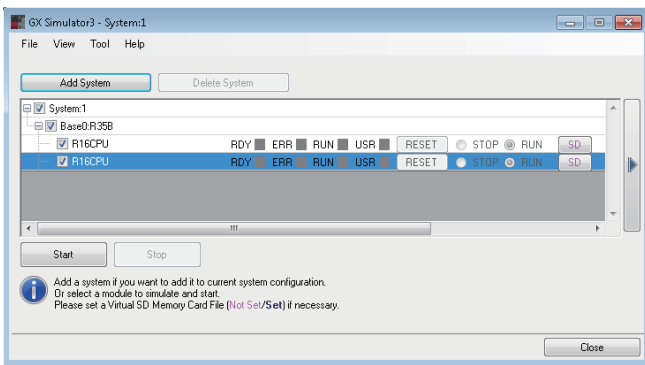 GX Simulator3 - System:1
File View Tool Help
Add System Delete System
System:1
Base0:R35B
R16CPU RDY ERR RUN USR RESET STOP RUN SD
R16CPU RDY ERR RUN USR RESET STOP RUN SD
Start Stop
Add a system if you want to add it to current system configuration.
Or select a module to simulate and start.
Please set a Virtual SD Memory Card File (Not Set/Set) if necessary.
Close